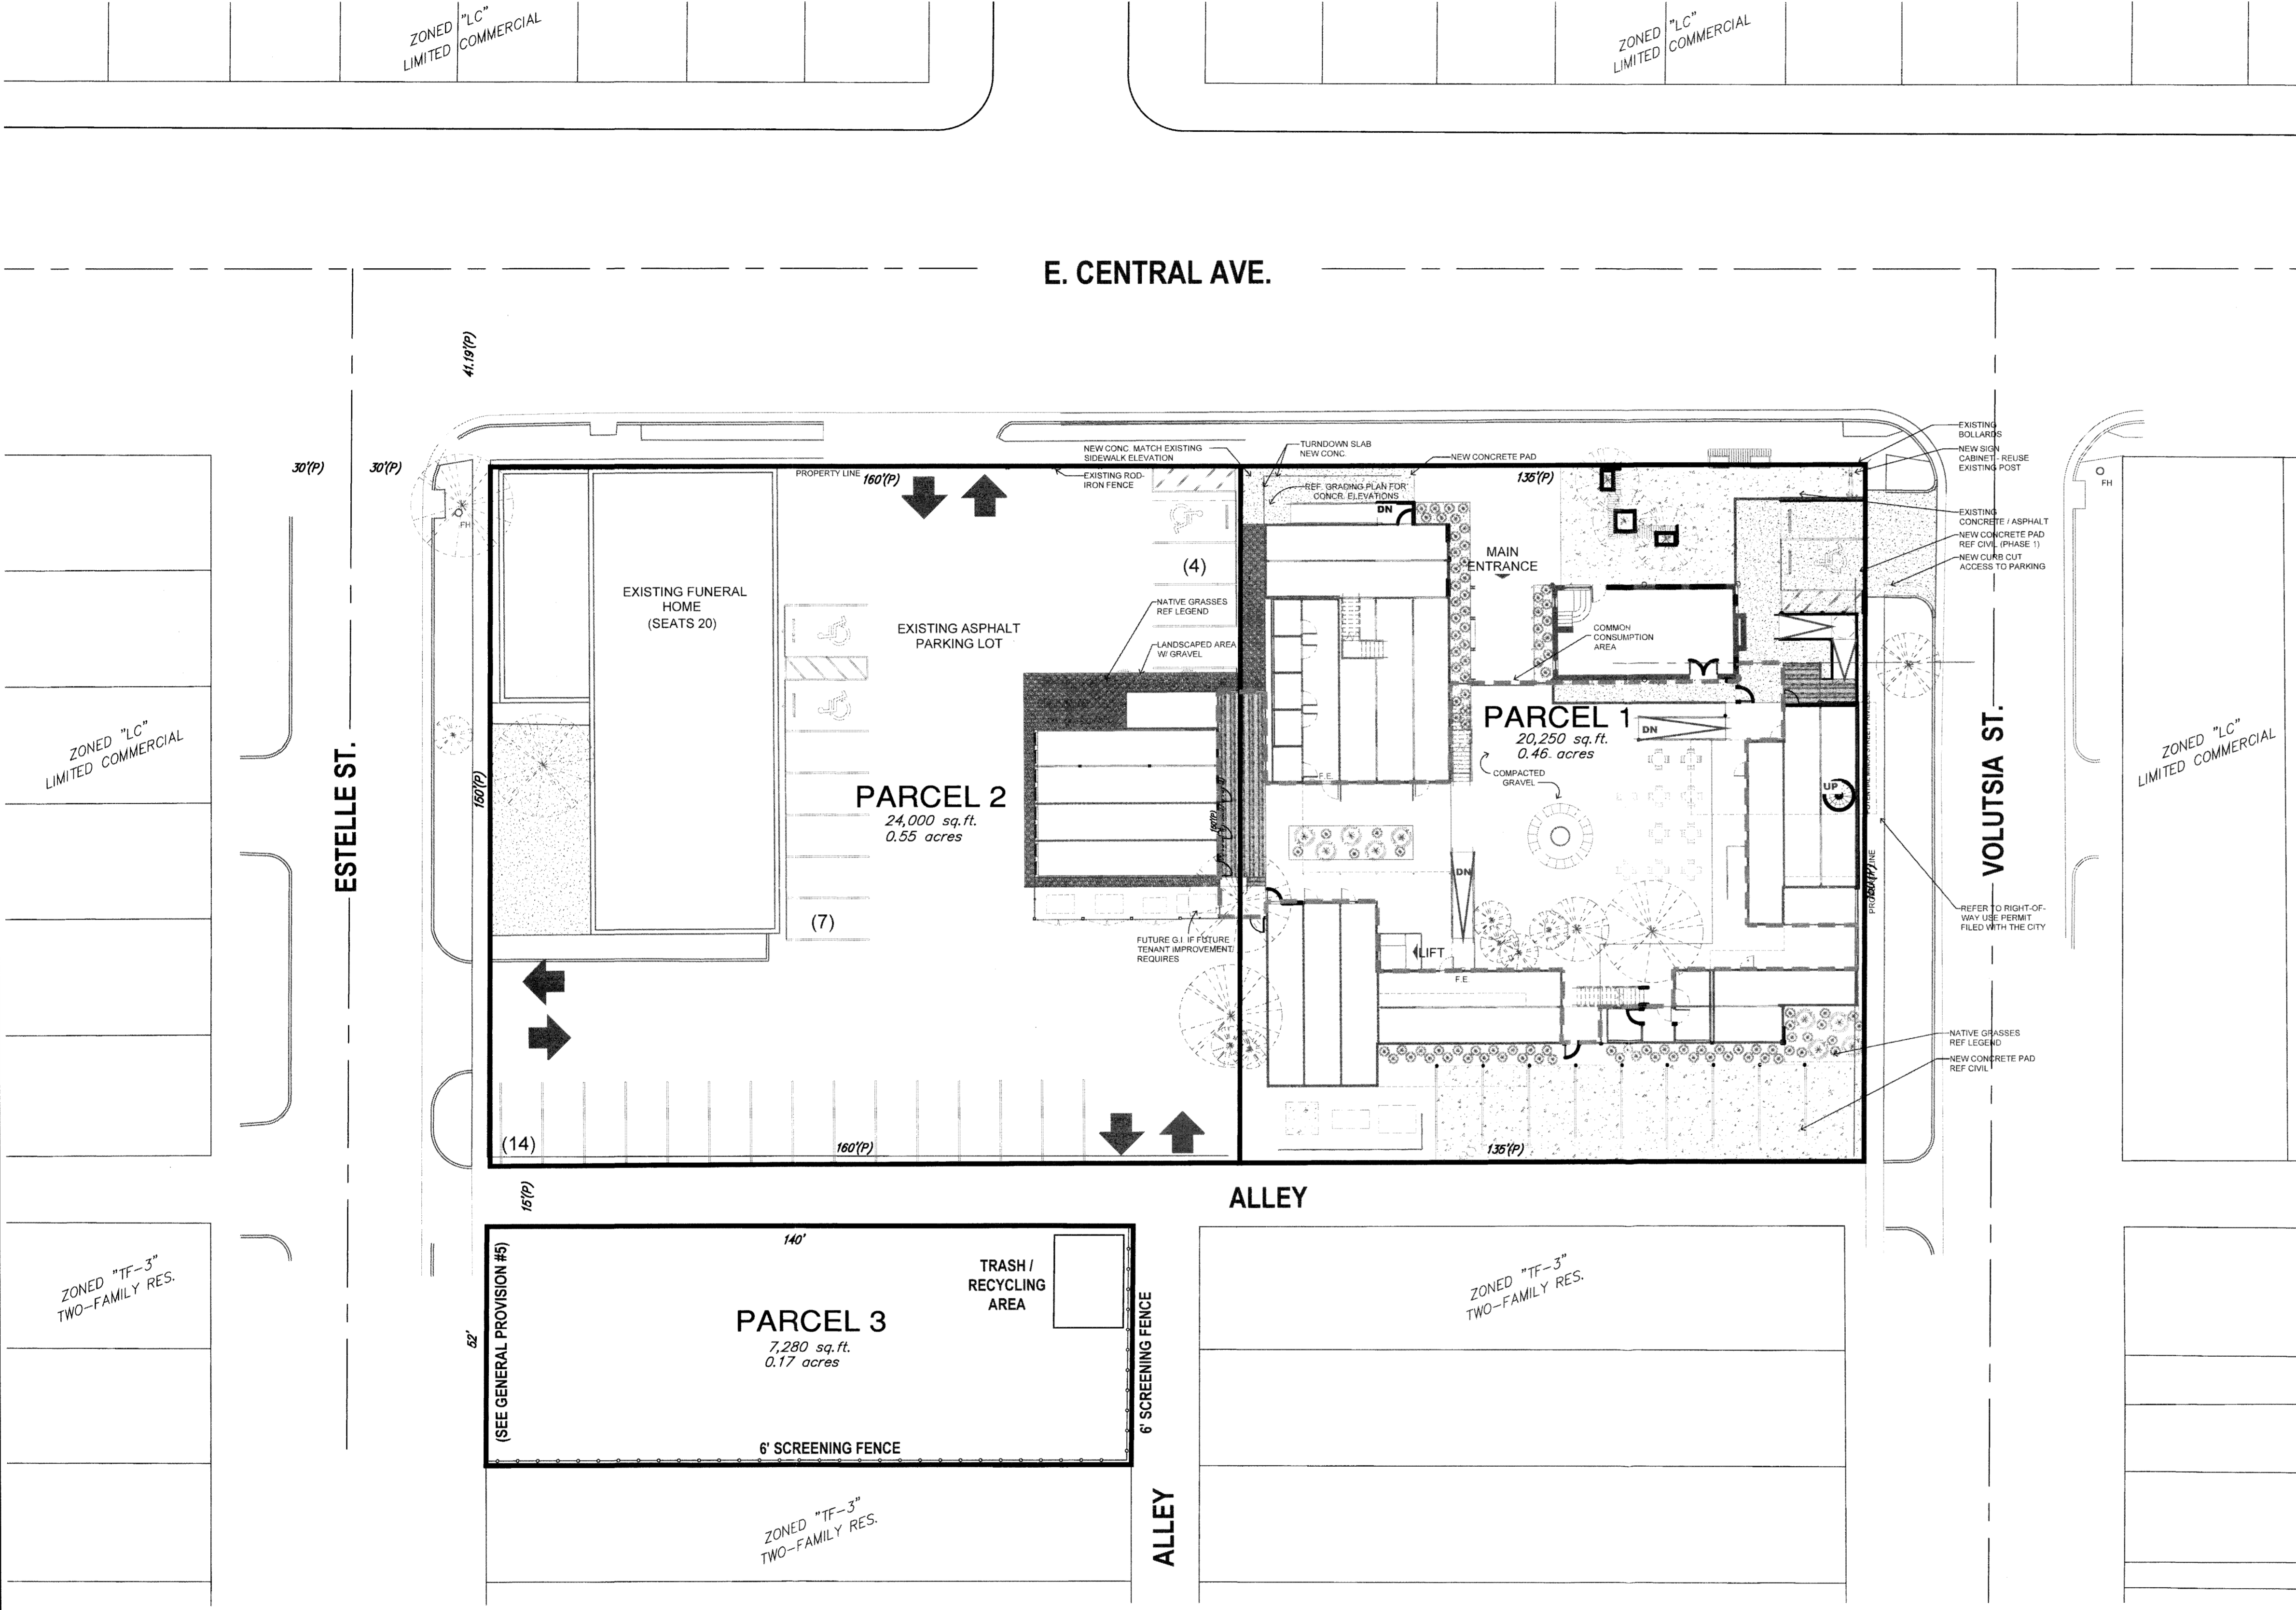 ZONED "LC"
LIMITED COMMERCIAL
ZONED "LC"
LIMITED COMMERCIAL
E. CENTRAL AVE.
41.19'(P)
30'(P)
30'(P)
FH
PROPERTY LINE
160'(P)
EXISTING ROD-
IRON FENCE
NEW CONC. MATCH EXISTING
SIDEWALK ELEVATION
TURNDOWN SLAB
NEW CONC.
NEW CONCRETE PAD
REF. GRADING PLAN FOR
CONCR. ELEVATIONS
DN
135'(P)
EXISTING
BOLLARDS
NEW SIGN
CABINET - REUSE
EXISTING POST
EXISTING
CONCRETE / ASPHALT
NEW CONCRETE PAD
REF CIVIL (PHASE 1)
NEW CURB CUT
ACCESS TO PARKING
FH
MAIN
ENTRANCE
(4)
EXISTING FUNERAL
HOME
(SEATS 20)
EXISTING ASPHALT
PARKING LOT
NATIVE GRASSES
REF LEGEND
LANDSCAPED AREA
W/ GRAVEL
COMMON
CONSUMPTION
AREA
PARCEL 1
20,250 sq.ft.
0.46 acres
DN
COMPACTED
GRAVEL
F.E.
UP
ZONED "LC"
LIMITED COMMERCIAL
ESTELLE ST.
150'(P)
PARCEL 2
24,000 sq.ft.
0.55 acres
150'(P)
VOLUTSIA ST.
ZONED "LC"
LIMITED COMMERCIAL
DN
(7)
FUTURE G.I. IF FUTURE
TENANT IMPROVEMENT
REQUIRES
LIFT
F.E.
REFER TO RIGHT-OF-
WAY USE PERMIT
FILED WITH THE CITY
NATIVE GRASSES
REF LEGEND
NEW CONCRETE PAD
REF CIVIL
(14)
160'(P)
135'(P)
15'(P)
ALLEY
140'
TRASH /
RECYCLING
AREA
PARCEL 3
7,280 sq.ft.
0.17 acres
52'
(SEE GENERAL PROVISION #5)
6' SCREENING FENCE
6' SCREENING FENCE
ZONED "TF-3"
TWO-FAMILY RES.
ZONED "TF-3"
TWO-FAMILY RES.
ZONED "TF-3"
TWO-FAMILY RES.
ALLEY